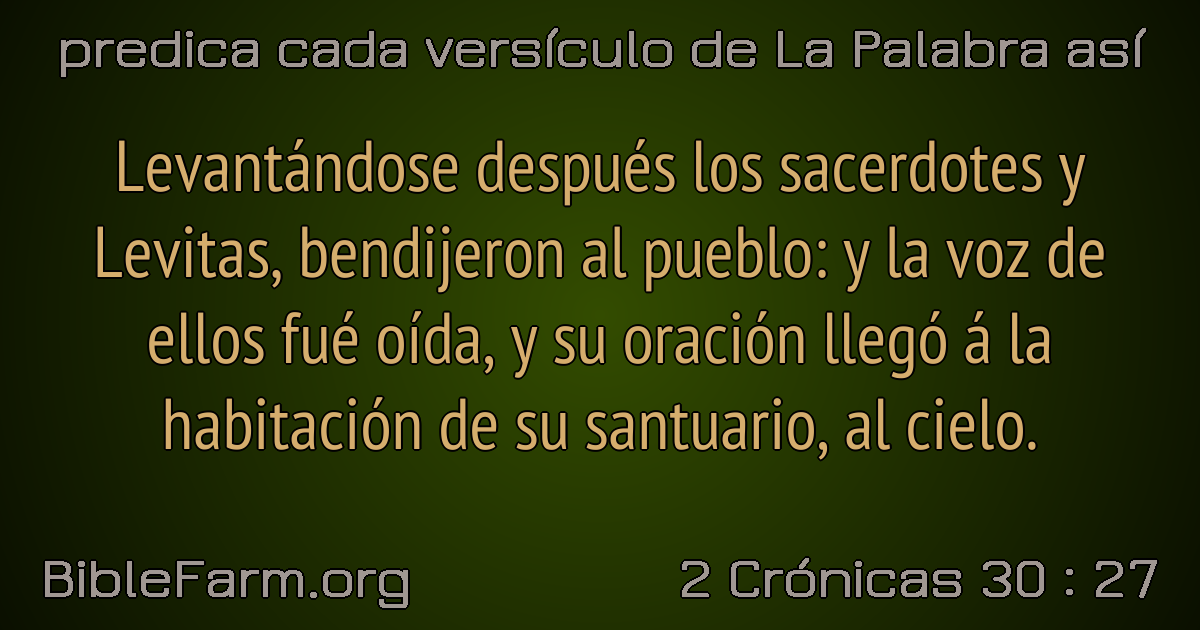 predica cada versículo de La Palabra así
Levantándose después los sacerdotes y
Levitas, bendijeron al pueblo: y la voz de
ellos fué oída, y su oración llegó á la
habitación de su santuario, al cielo.
BibleFarm.org
2 Crónicas 30 : 27